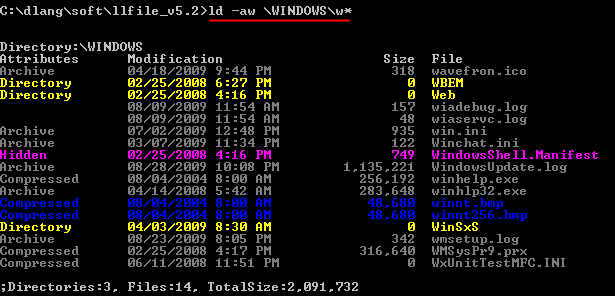 C:\dlang\soft\llfile_v5.2>ld -aw \WINDOWS\w*
Directory:\WINDOWS
Attributes Modification Size File
Archive 04/18/2009 9:44 PM 318 wavefron.ico
Directory 02/25/2008 6:27 PM 0 WBEM
Directory 02/25/2008 4:16 PM 0 Web
08/09/2009 11:54 AM 157 wiadebug.log
08/09/2009 11:54 AM 48 wiaservc.log
Archive 07/02/2009 12:48 PM 935 win.ini
Archive 03/07/2009 11:34 PM 122 Winchat.ini
Hidden 02/25/2008 4:16 PM 749 WindowsShell.Manifest
Archive 08/28/2009 10:08 PM 1,135,221 WindowsUpdate.log
Compressed 08/04/2004 8:00 AM 256,192 winhelp.exe
Archive 04/14/2008 5:42 AM 283,648 winhlp32.exe
Compressed 08/04/2004 8:00 AM 48,680 winnt.bmp
Compressed 08/04/2004 8:00 AM 48,680 winnt256.bmp
Directory 04/03/2009 8:30 AM 0 WinSxS
Archive 08/23/2009 8:05 PM 342 wmsetup.log
Compressed 02/25/2008 4:17 PM 316,640 WMSysPr9.prx
Compressed 06/11/2008 11:51 PM 0 WxUnitTestMFC.INI
;Directories:3, Files:14, TotalSize:2,091,732